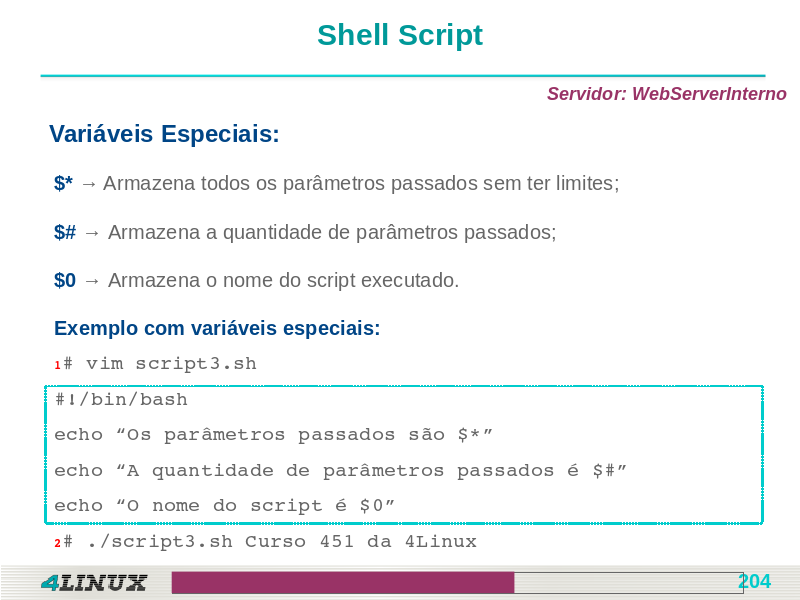 Shell Script
Servidor: WebServerInterno
Variáveis Especiais:
$* → Armazena todos os parâmetros passados sem ter limites;
$# → Armazena a quantidade de parâmetros passados;
$0 → Armazena o nome do script executado.
Exemplo com variáveis especiais:
1# vim script3.sh
#!/bin/bash
echo “Os parâmetros passados são $*”
echo “A quantidade de parâmetros passados é $#”
echo “O nome do script é $0”
2# ./script3.sh Curso 451 da 4Linux
4LINUX
204